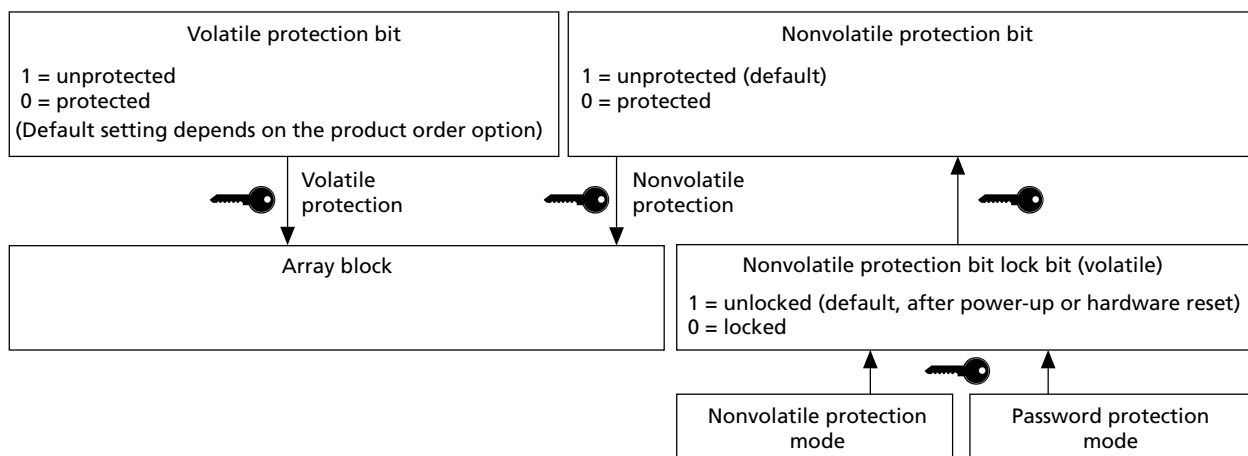 Volatile protection bit
1 = unprotected
0 = protected
(Default setting depends on the product order option)
Nonvolatile protection bit
1 = unprotected (default)
0 = protected
Volatile
protection
Nonvolatile
protection
Array block
Nonvolatile protection bit lock bit (volatile)
1 = unlocked (default, after power-up or hardware reset)
0 = locked
Nonvolatile protection
mode
Password protection
mode